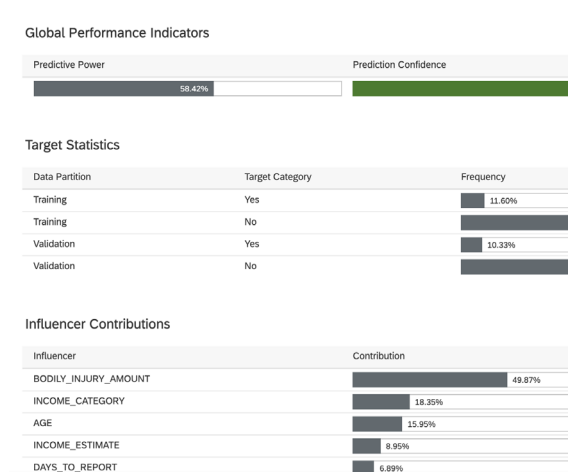 Global Performance Indicators
Predictive Power Prediction Confidence
58.42%
Target Statistics
Data Partition Target Category Frequency
Training Yes 11.60%
Training No
Validation Yes 10.33%
Validation No
Influencer Contributions
Influencer Contribution
BODILY_INJURY_AMOUNT 49.87%
INCOME_CATEGORY 18.35%
AGE 15.95%
INCOME_ESTIMATE 8.95%
DAYS_TO_REPORT 6.89%